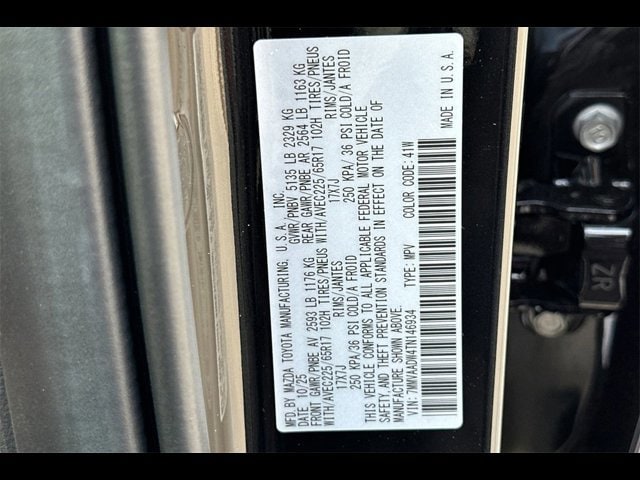 MFD. BY MAZDA TOYOTA MANUFACTURING, U.S.A., INC.
DATE 10/25 GVWR/PNBV 5135 LB 2329 KG
FRONT GAWR/PNBE AV 2593 LB 1176 KG REAR GAWR/PNBE AR 2564 LB 1163 KG
WITH/AVEC225/65R17 102H TIRES/PNEUS WITH/AVEC225/65R17 102H TIRES/PNEUS
17X7J RIMS/JANTES 17X7J RIMS/JANTES
250 KPA/36 PSI COLD/A FROID 250 KPA/ 36 PSI COLD/A FROID
THIS VEHICLE CONFORMS TO ALL APPLICABLE FEDERAL MOTOR VEHICLE
SAFETY, AND THEFT PREVENTION STANDARDS IN EFFECT ON THE DATE OF
MANUFACTURE SHOWN ABOVE.
VIN: 7MMVAADW4TN146934 TYPE: MPV COLOR CODE: 41W MADE IN U.S.A.
ZR